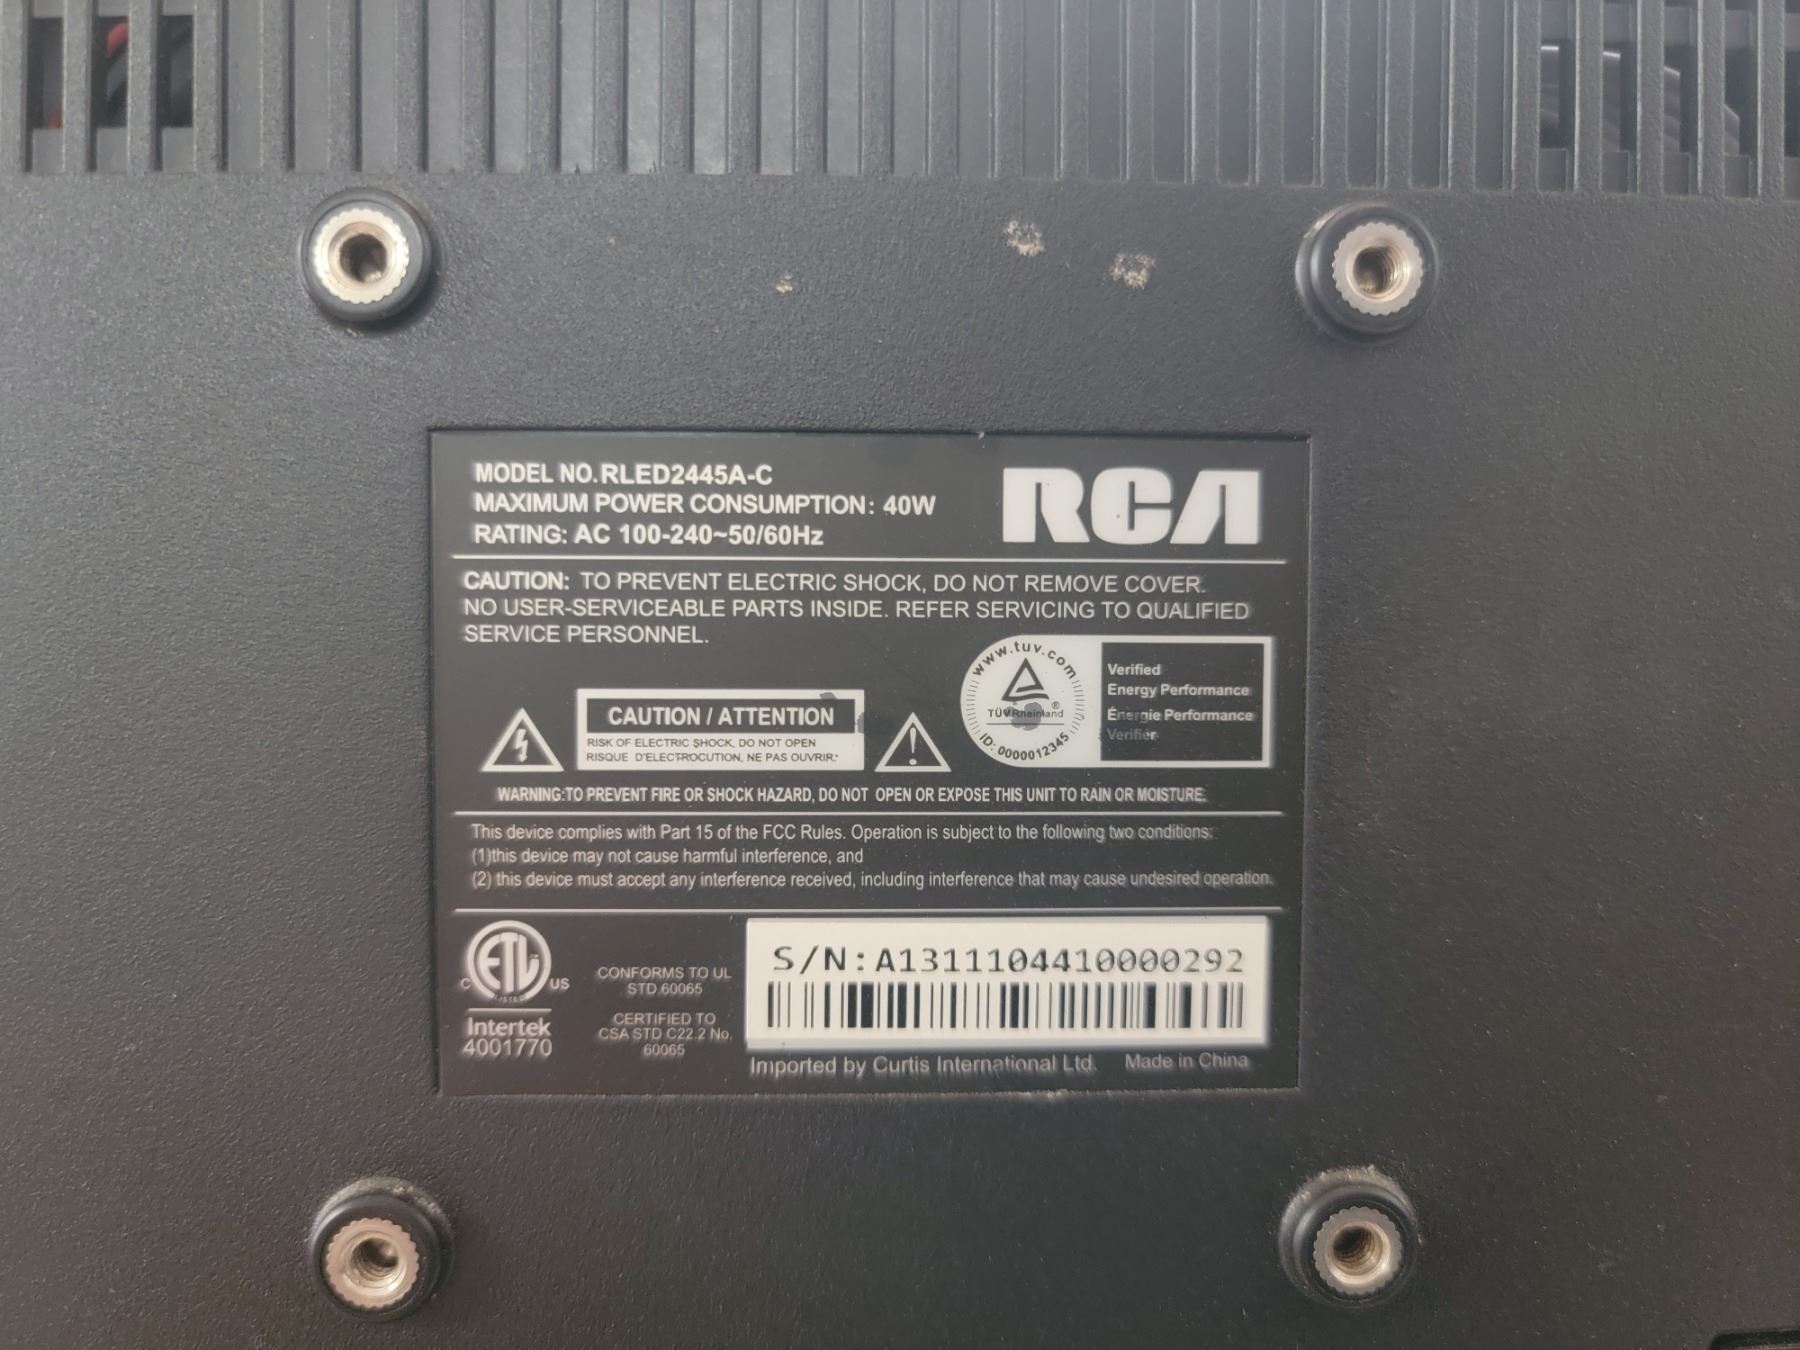 MODEL NO.RLED2445A-C
MAXIMUM POWER CONSUMPTION: 40W
RATING: AC 100-240~50/60Hz
RCA
CAUTION: TO PREVENT ELECTRIC SHOCK, DO NOT REMOVE COVER.
NO USER-SERVICEABLE PARTS INSIDE. REFER SERVICING TO QUALIFIED
SERVICE PERSONNEL.
CAUTION / ATTENTION
RISK OF ELECTRIC SHOCK, DO NOT OPEN
RISQUE D'ELECTROCUTION, NE PAS OUVRIR.
www.tuv.com
TÜVRheinland®
ID: 0000012345
Verified
Energy Performance
Énergie Performance
Verifiér
WARNING:TO PREVENT FIRE OR SHOCK HAZARD, DO NOT OPEN OR EXPOSE THIS UNIT TO RAIN OR MOISTURE.
This device complies with Part 15 of the FCC Rules. Operation is subject to the following two conditions:
(1)this device may not cause harmful interference, and
(2) this device must accept any interference received, including interference that may cause undesired operation.
ETL
C US
LISTED
Intertek
4001770
CONFORMS TO UL
STD.60065
CERTIFIED TO
CSA STD C22.2 No.
60065
S/N:A1311104410000292
Imported by Curtis International Ltd. Made in China